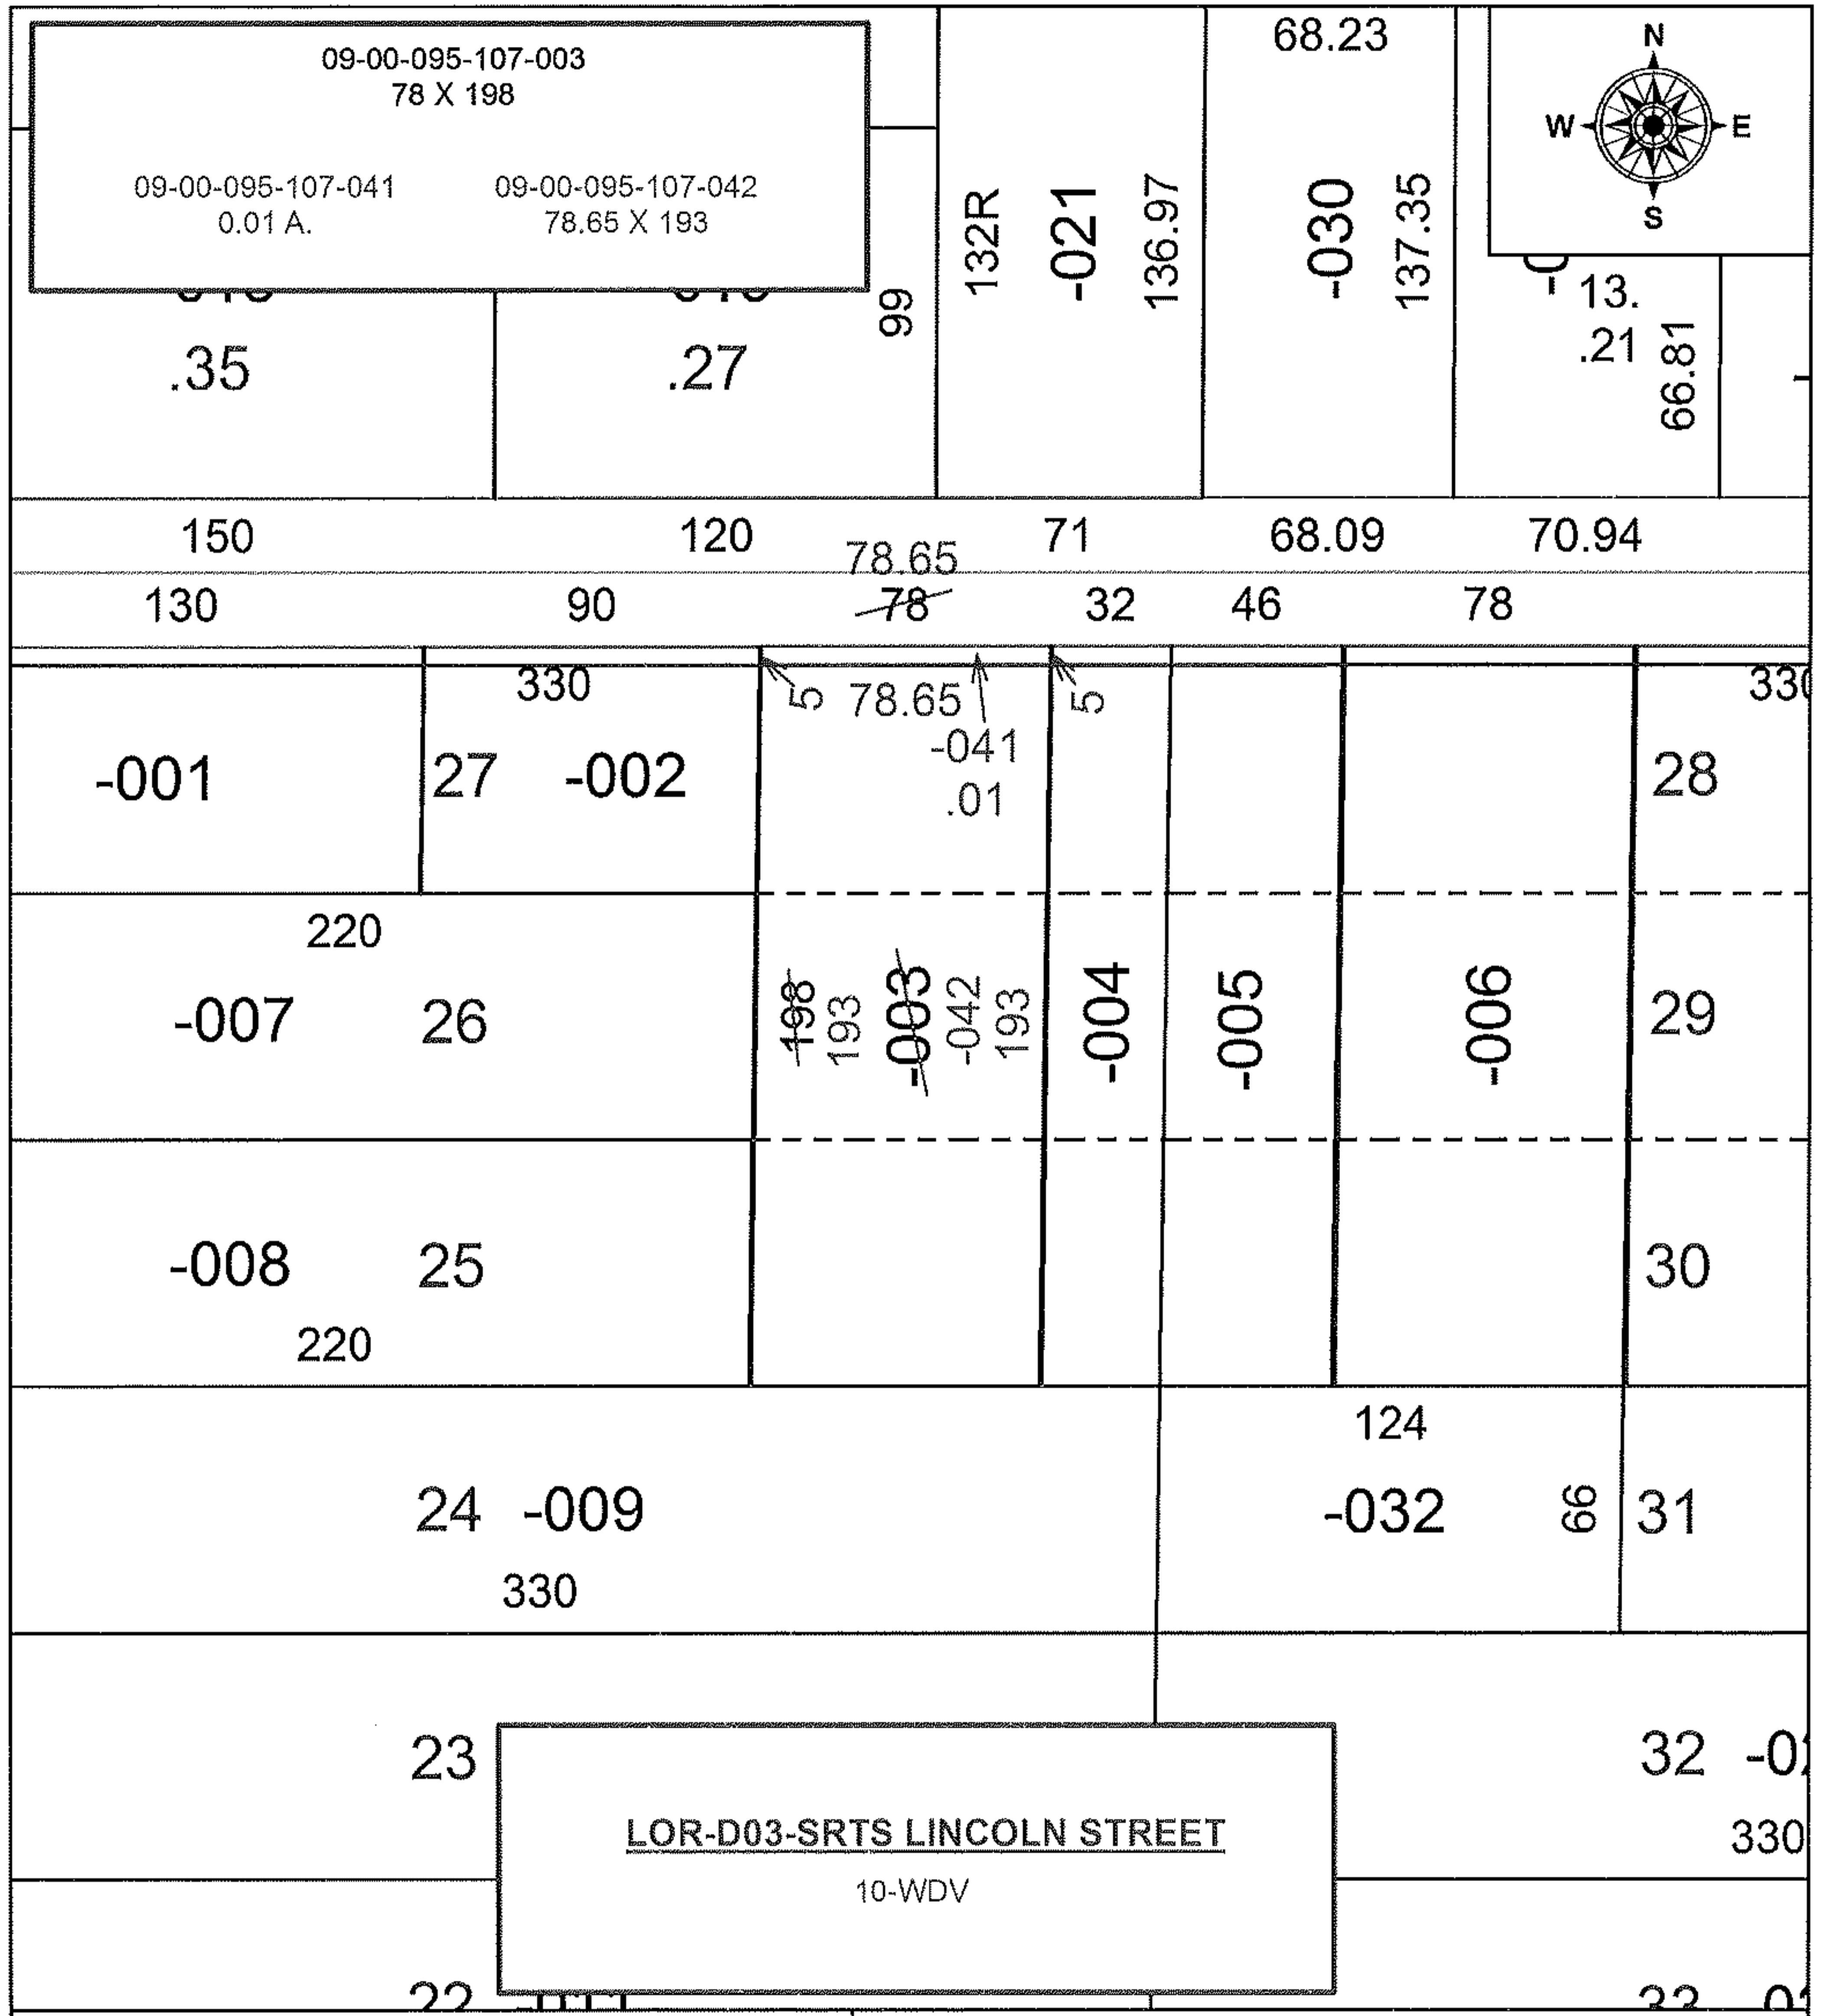 09-00-095-107-003
78 X 198
09-00-095-107-041 09-00-095-107-042
0.01 A. 78.65 X 193
68.23
N
W E
S
132R
-021
136.97
-030
137.35
13.
.21
66.81
99
.35
.27
150 120 71 68.09 70.94
78.65
130 90 78 32 46 78
330 5 78.65 5 330
-041
.01
-001 27 -002 28
220
-007 26
198
193
-003
-042
193
-004
-005
-006
29
-008 25 30
220
124
24 -009 -032 66 31
330
23 32
330
LOR-D03-SRTS LINCOLN STREET
10-WDV